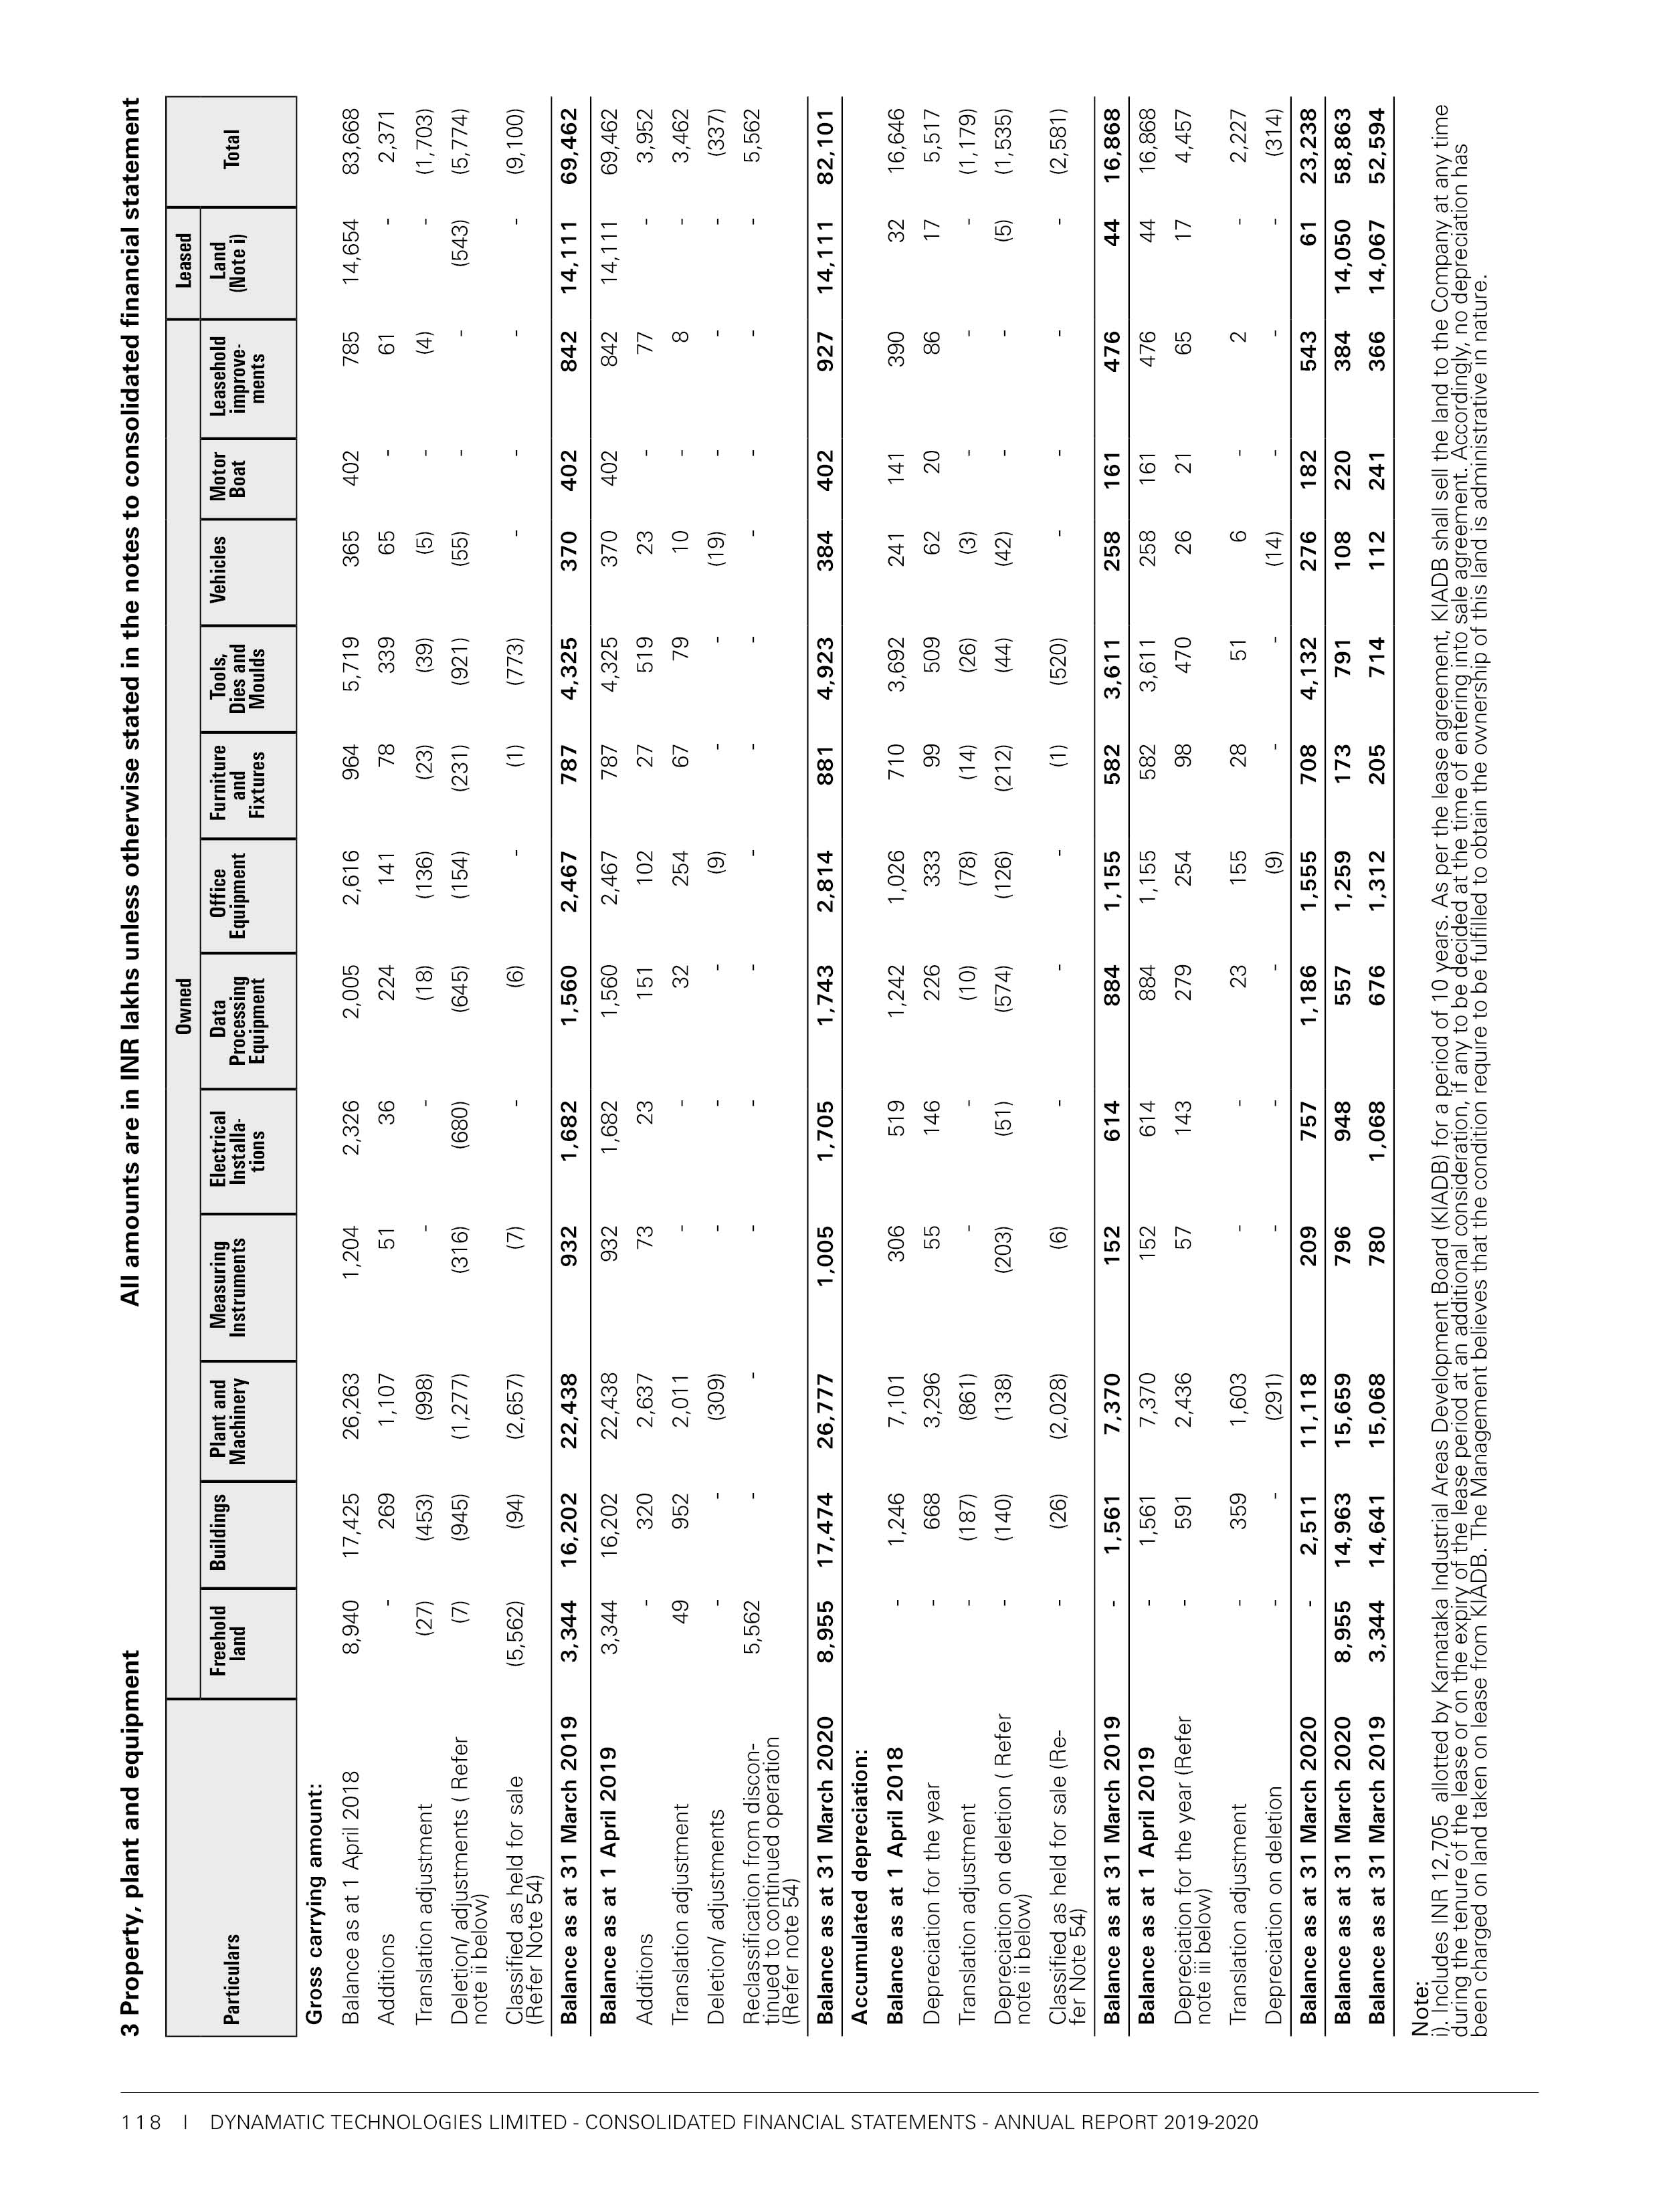 3 Property, plant and equipment All amounts are in INR lakhs unless otherwise stated in the notes to consolidated financial statement
Particulars Owned Leased Total
Freehold land Buildings Plant and Machinery Measuring Instruments Electrical Installa-tions Data Processing Equipment Office Equipment Furniture and Fixtures Tools, Dies and Moulds Vehicles Motor Boat Leasehold improve-ments Land (Note i)
Gross carrying amount:
Balance as at 1 April 2018 8,940 17,425 26,263 1,204 2,326 2,005 2,616 964 5,719 365 402 785 14,654 83,668
Additions - 269 1,107 51 36 224 141 78 339 65 - 61 - 2,371
Translation adjustment (27) (453) (998) - - (18) (136) (23) (39) (5) - (4) - (1,703)
Deletion/ adjustments ( Refer (7) (945) (1,277) (316) (680) (645) (154) (231) (921) (55) - - (543) (5,774)
note ii below)
Classified as held for sale (5,562) (94) (2,657) (7) - (6) - (1) (773) - - - - (9,100)
(Refer Note 54)
Balance as at 31 March 2019 3,344 16,202 22,438 932 1,682 1,560 2,467 787 4,325 370 402 842 14,111 69,462
Balance as at 1 April 2019 3,344 16,202 22,438 932 1,682 1,560 2,467 787 4,325 370 402 842 14,111 69,462
Additions - 320 2,637 73 23 151 102 27 519 23 - 77 - 3,952
Translation adjustment 49 952 2,011 - - 32 254 67 79 10 - 8 - 3,462
Deletion/ adjustments - - (309) - - - (9) - - (19) - - - (337)
Reclassification from discon- 5,562 - - - - - - - - - - - - 5,562
tinued to continued operation
(Refer note 54)
Balance as at 31 March 2020 8,955 17,474 26,777 1,005 1,705 1,743 2,814 881 4,923 384 402 927 14,111 82,101
Accumulated depreciation:
Balance as at 1 April 2018 - 1,246 7,101 306 519 1,242 1,026 710 3,692 241 141 390 32 16,646
Depreciation for the year - 668 3,296 55 146 226 333 99 509 62 20 86 17 5,517
Translation adjustment - (187) (861) - - (10) (78) (14) (26) (3) - - - (1,179)
Depreciation on deletion ( Refer - (140) (138) (203) (51) (574) (126) (212) (44) (42) - - (5) (1,535)
note ii below)
Classified as held for sale (Re- - (26) (2,028) (6) - - - (1) (520) - - - - (2,581)
fer Note 54)
Balance as at 31 March 2019 - 1,561 7,370 152 614 884 1,155 582 3,611 258 161 476 44 16,868
Balance as at 1 April 2019 - 1,561 7,370 152 614 884 1,155 582 3,611 258 161 476 44 16,868
Depreciation for the year (Refer - 591 2,436 57 143 279 254 98 470 26 21 65 17 4,457
note iii below)
Translation adjustment - 359 1,603 - - 23 155 28 51 6 - 2 - 2,227
Depreciation on deletion - - (291) - - - (9) - - (14) - - - (314)
Balance as at 31 March 2020 - 2,511 11,118 209 757 1,186 1,555 708 4,132 276 182 543 61 23,238
Balance as at 31 March 2020 8,955 14,963 15,659 796 948 557 1,259 173 791 108 220 384 14,050 58,863
Balance as at 31 March 2019 3,344 14,641 15,068 780 1,068 676 1,312 205 714 112 241 366 14,067 52,594
Note:
i). Includes INR 12,705 allotted by Karnataka Industrial Areas Development Board (KIADB) for a period of 10 years. As per the lease agreement, KIADB shall sell the land to the Company at any time
during the tenure of the lease or on the expiry of the lease period at an additional consideration, if any to be decided at the time of entering into sale agreement. Accordingly, no depreciation has
been charged on land taken on lease from KIADB. The Management believes that the condition require to be fulfilled to obtain the ownership of this land is administrative in nature.
118 I DYNAMATIC TECHNOLOGIES LIMITED - CONSOLIDATED FINANCIAL STATEMENTS - ANNUAL REPORT 2019-2020